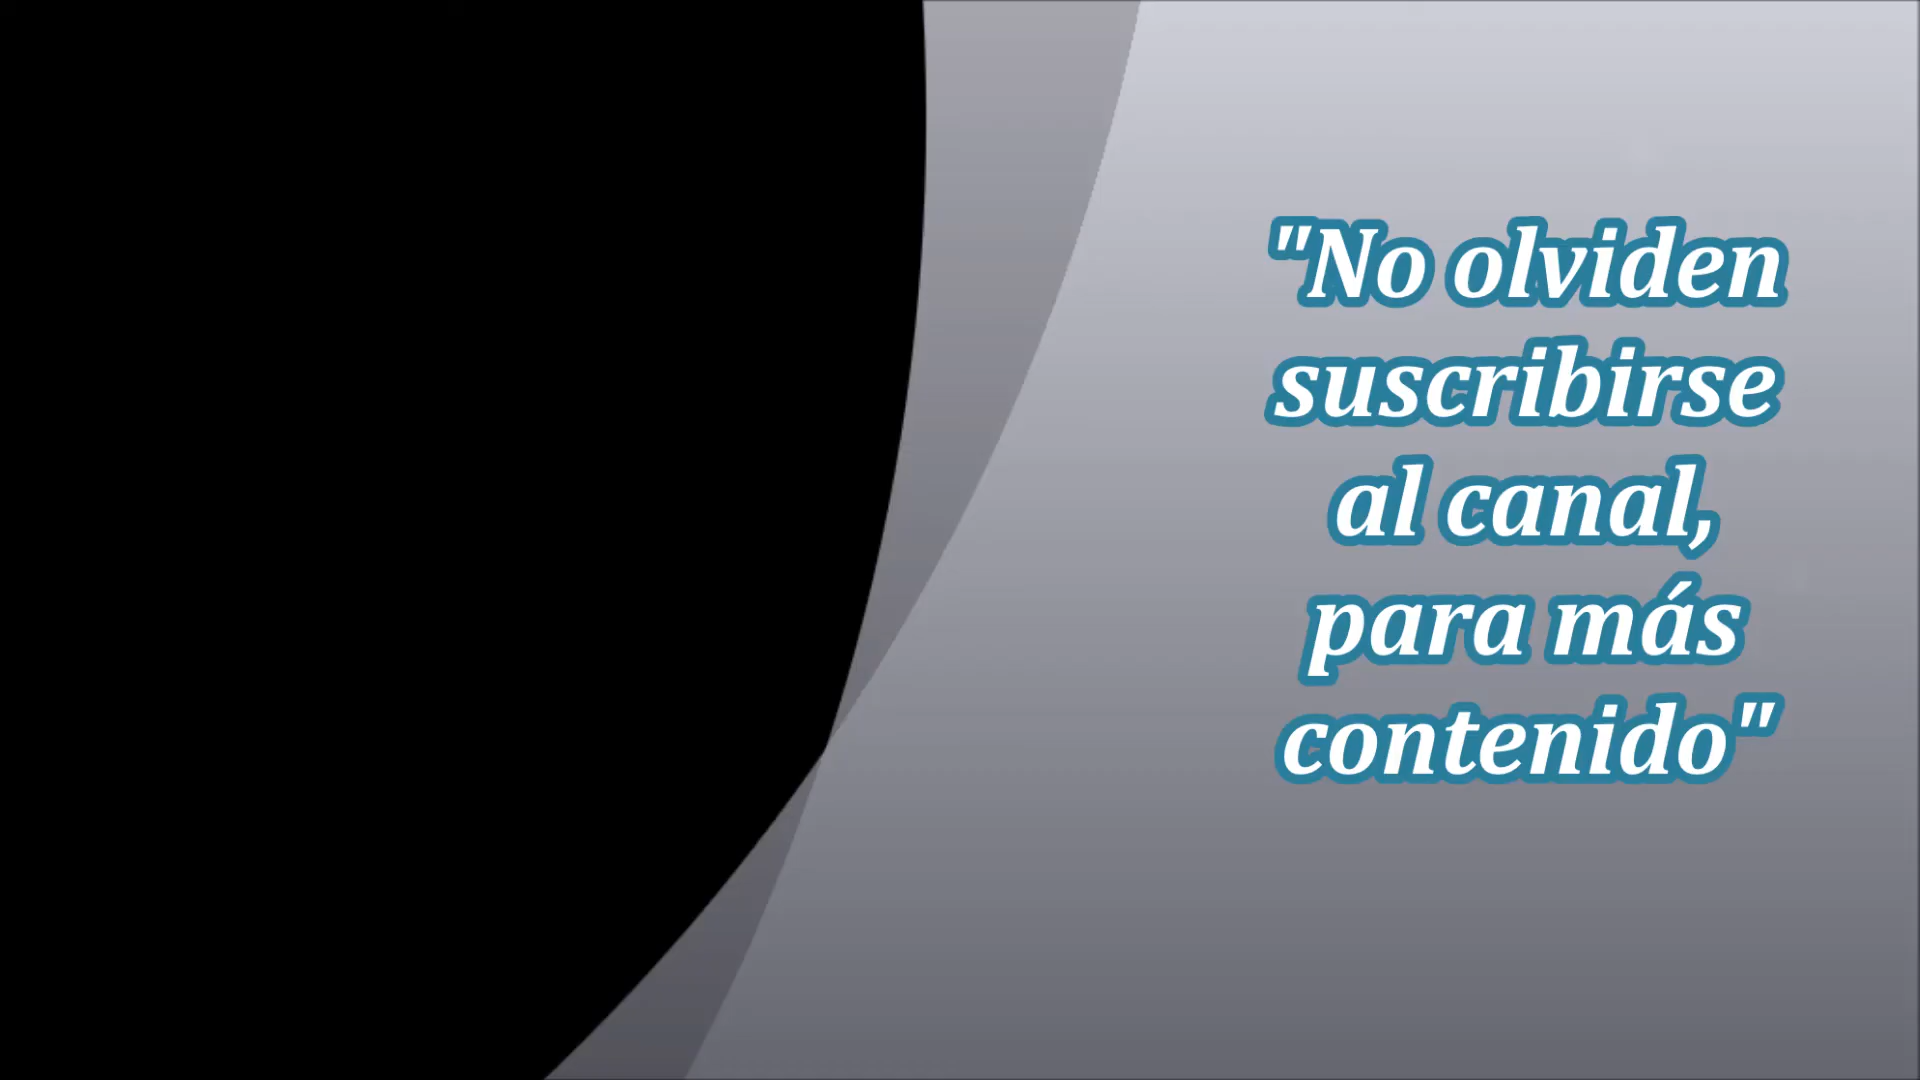 "No olviden
suscribirse
al canal,
para más
contenido"